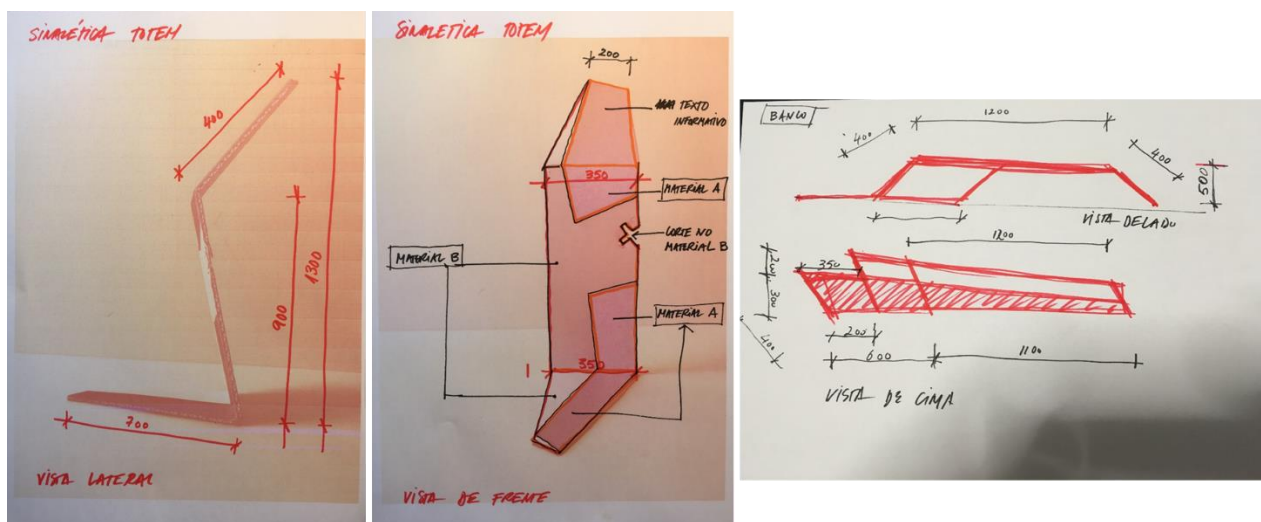 SINALÉTICA TOTEM
400
900
1300
700
VISTA LATERAL
SINALETICA TOTEM
200
TEXTO
INFORMATIVO
350
MATERIAL A
CORTE NO
MATERIAL B
MATERIAL B
MATERIAL A
350
VISTA DE FRENTE
BANCO
1200
400
400
500
VISTA DE LADO
1200
350
200
300
400
200
600
1100
VISTA DE CIMA